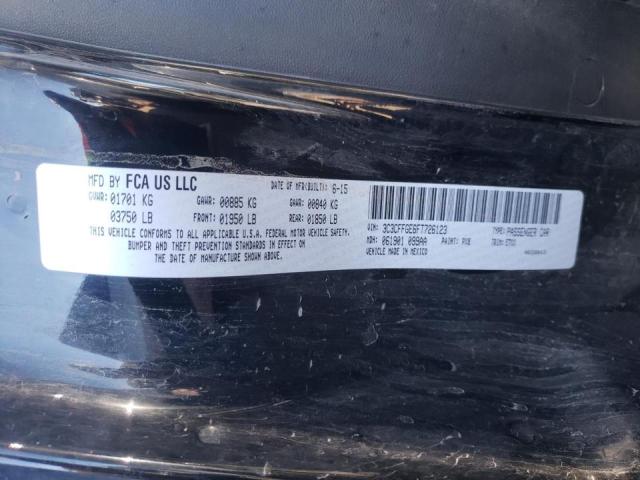 MFD BY FCA US LLC
DATE OF MFR(BUILT): 6-15
GVWR: 01701 KG
GAWR: 00885 KG
GAWR: 00840 KG
03750 LB
FRONT: 01950 LB
REAR: 01850 LB
THIS VEHICLE CONFORMS TO ALL APPLICABLE U.S.A. FEDERAL MOTOR VEHICLE SAFETY,
BUMPER AND THEFT PREVENTION STANDARDS IN EFFECT ON THE
DATE OF MANUFACTURE SHOWN ABOVE.
VIN: 3C3CFFGE6FT726123
TYPE: PASSENGER CAR
MDH: 061901 099AA
PAINT: PX8
TRIM:
VEHICLE MADE IN MEXICO